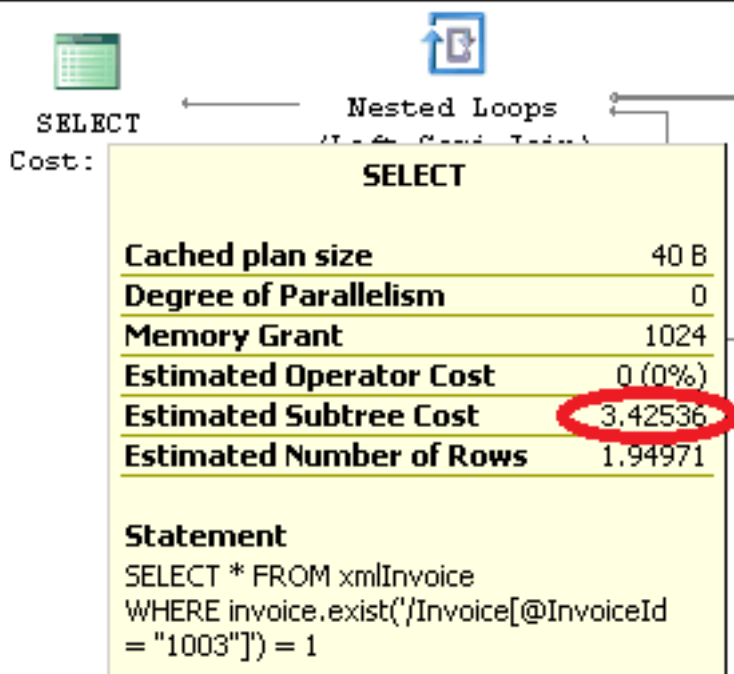 SELECT
Nested Loops
Cost:
SELECT
Cached plan size 40 B
Degree of Parallelism 0
Memory Grant 1024
Estimated Operator Cost 0 (0%)
Estimated Subtree Cost 3.42536
Estimated Number of Rows 1.94971
Statement
SELECT * FROM xmlInvoice
WHERE invoice.exist('/Invoice[@InvoiceId
= "1003"]') = 1